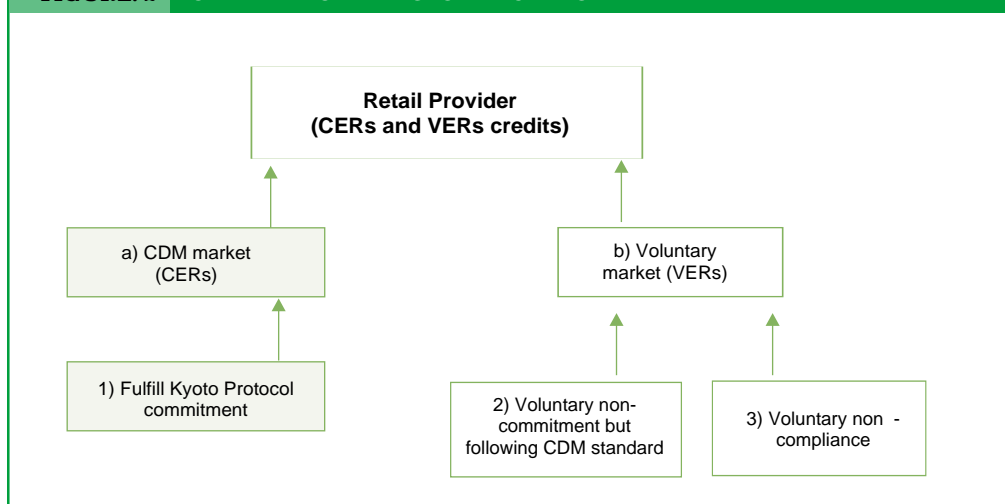 Retail Provider
(CERs and VERs credits)
a) CDM market
(CERs)
b) Voluntary
market (VERs)
1) Fulfill Kyoto Protocol
commitment
2) Voluntary non-
commitment but
following CDM standard
3) Voluntary non -
compliance